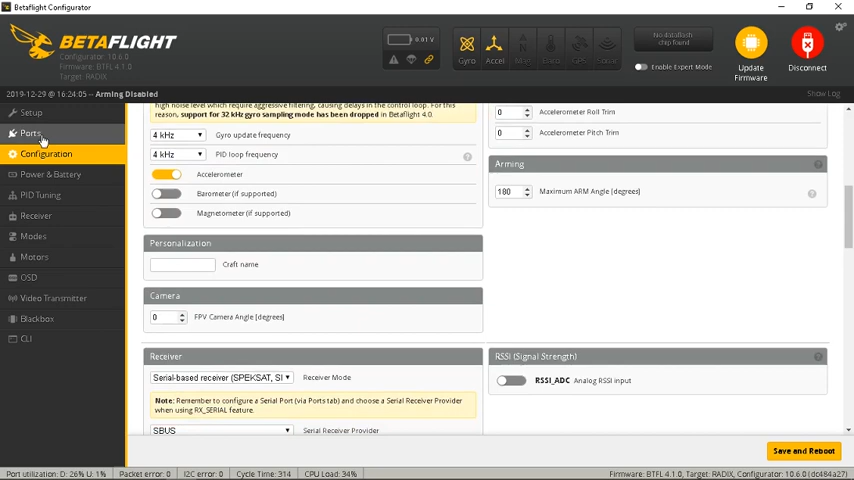 Betaflight Configurator
BETAFLIGHT
Configurator: 10.6.0
Firmware: BTFL 4.1.0
Target: RADIX
0.01 V
Gyro
Accel
GPS
Sonar
No dataflash
chip found
Enable Expert Mode
Update
Firmware
Disconnect
2019-12-29 @ 16:24:05 -- Arming Disabled
Show Log
Setup
Ports
Configuration
Power & Battery
PID Tuning
Receiver
Modes
Motors
OSD
Video Transmitter
Blackbox
CLI
high noise level which require aggressive filtering, causing delays in the control loop. For this
reason, support for 32 kHz gyro sampling mode has been dropped in Betaflight 4.0.
4 kHz Gyro update frequency
4 kHz PID loop frequency
Accelerometer
Barometer (if supported)
Magnetometer (if supported)
Personalization
Craft name
Camera
0 FPV Camera Angle [degrees]
Receiver
Serial-based receiver (SPEKSAT, SI Receiver Mode
Note: Remember to configure a Serial Port (via Ports tab) and choose a Serial Receiver Provider
when using RX_SERIAL feature.
SBUS Serial Receiver Provider
0 Accelerometer Roll Trim
0 Accelerometer Pitch Trim
Arming
180 Maximum ARM Angle [degrees]
RSSI (Signal Strength)
RSSI_ADC Analog RSSI input
Save and Reboot
Port utilization: D: 26% U: 1% Packet error: 0 I2C error: 0 Cycle Time: 314 CPU Load: 34% Firmware: BTFL 4.1.0, Target: RADIX, Configurator: 10.6.0 (dc484a27)